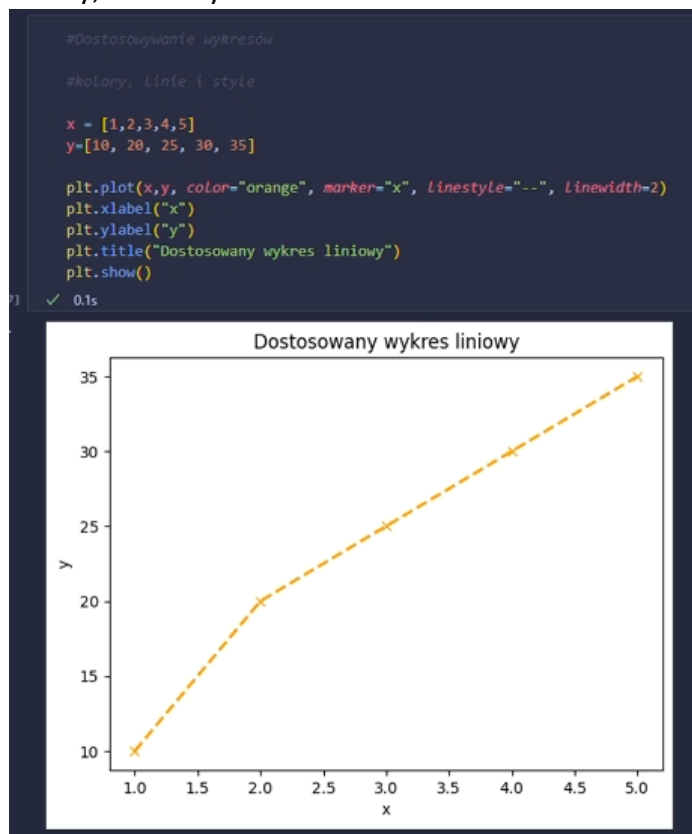 #Dostosowywanie wykresów
#kolory, linie i style
x = [1,2,3,4,5]
y=[10, 20, 25, 30, 35]
plt.plot(x,y, color="orange", marker="x", linestyle="--", linewidth=2)
plt.xlabel("x")
plt.ylabel("y")
plt.title("Dostosowany wykres liniowy")
plt.show()
✓ 0.1s
Dostosowany wykres liniowy
35
30
25
20
15
10
y
1.0 1.5 2.0 2.5 3.0 3.5 4.0 4.5 5.0
x